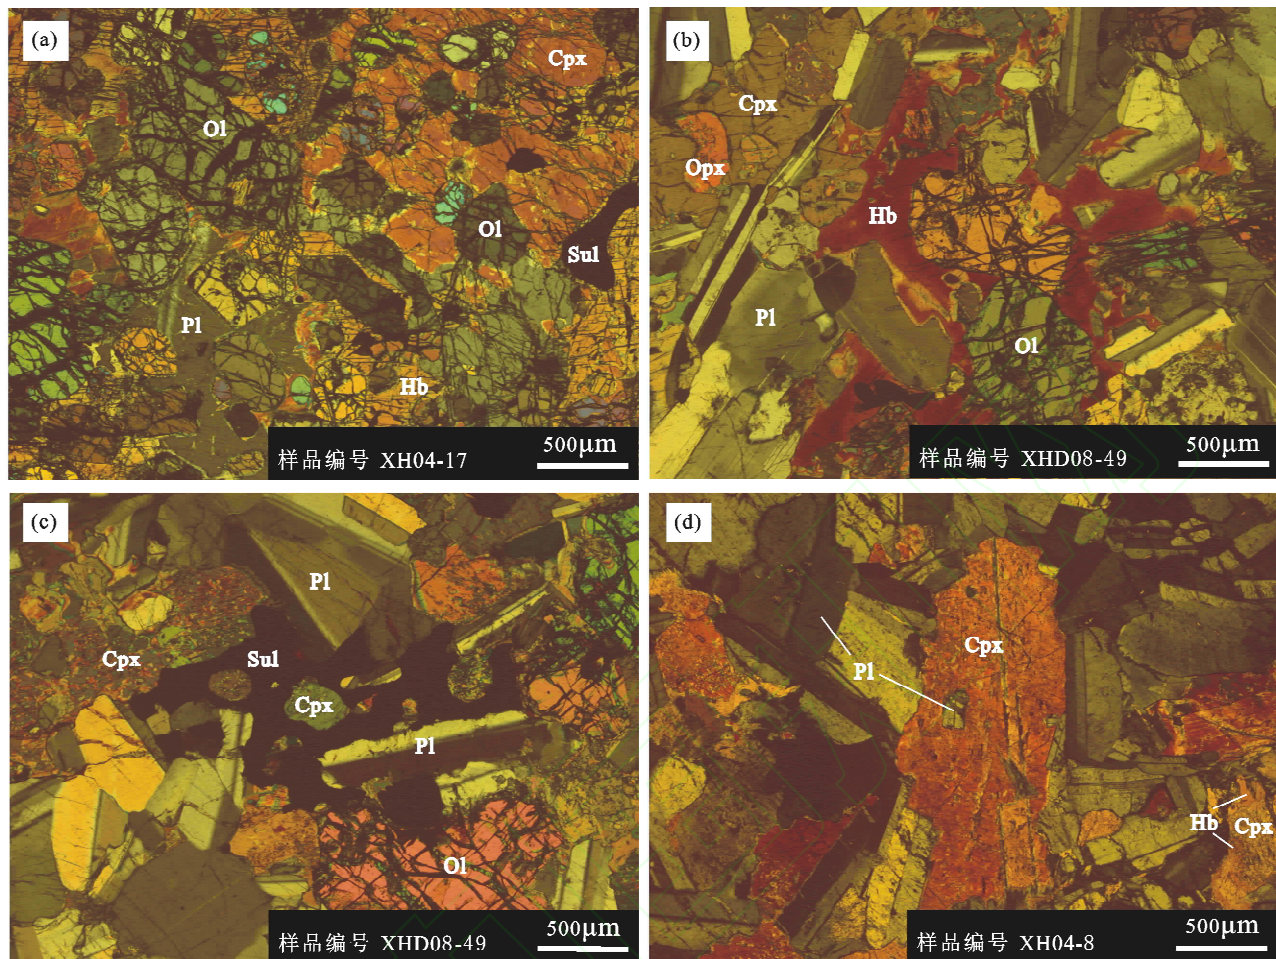 (a)
Cpx
Ol
Ol
Sul
Pl
Hb
样品编号 XH04-17
500μm
(b)
Cpx
Opx
Hb
Pl
Ol
样品编号 XHD08-49
500μm
(c)
Pl
Cpx
Sul
Cpx
Pl
Ol
样品编号 XHD08-49
500μm
(d)
Cpx
Pl
Hb
Cpx
样品编号 XH04-8
500μm